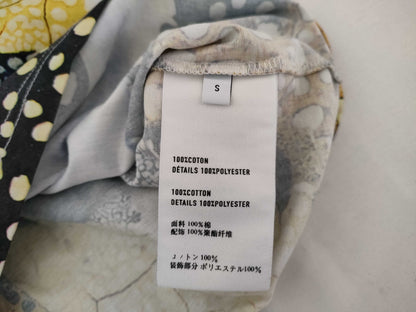 S
100%COTON
DÉTAILS 100%POLYESTER
100%COTTON
DETAILS 100%POLYESTER
面料 100%棉
配饰 100%聚酯纤维
コットン 100%
装飾部分 ポリエステル100%